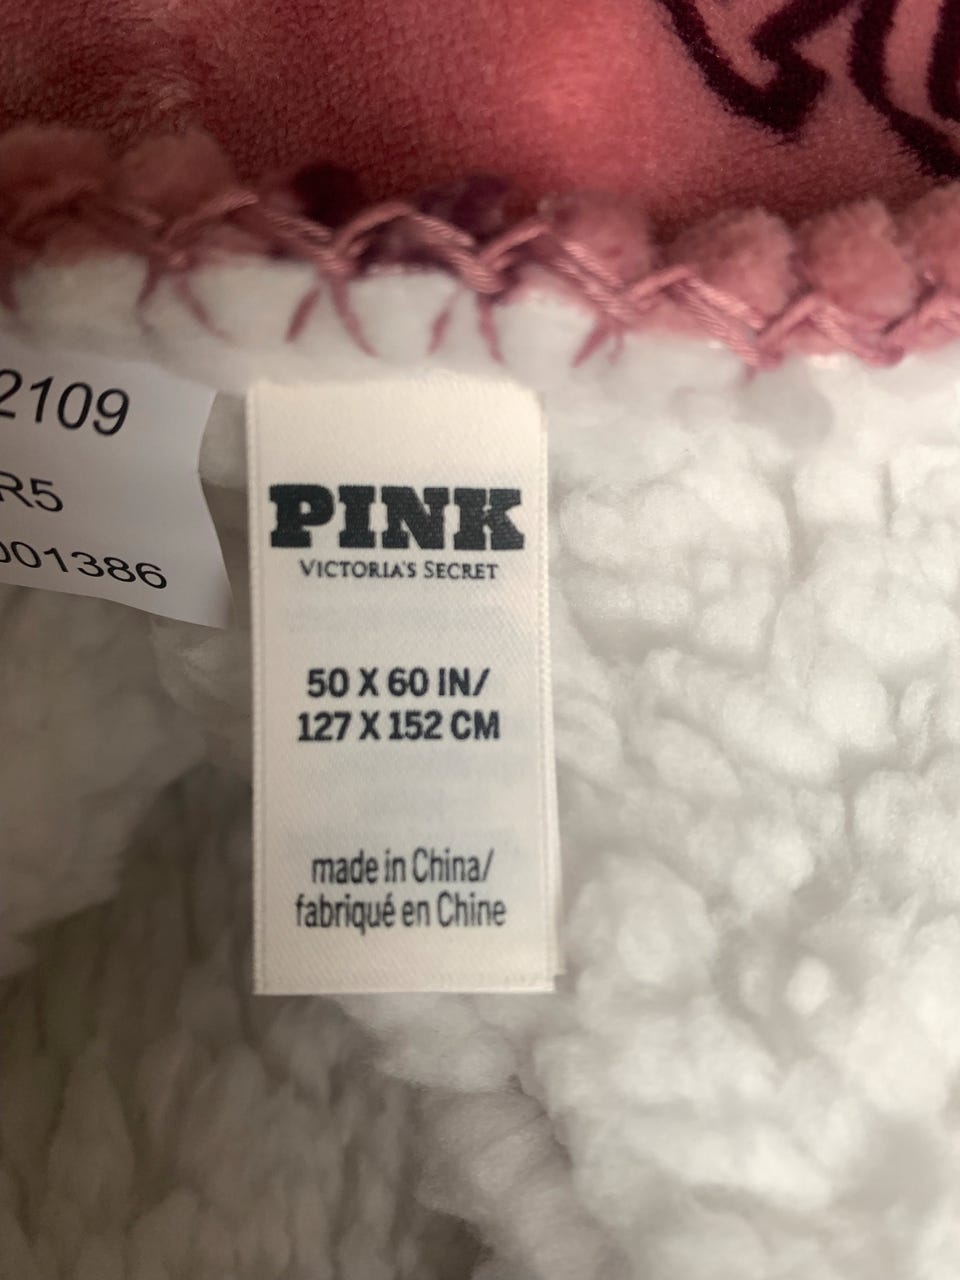 2109
R5
001386
PINK
VICTORIA'S SECRET
50 X 60 IN/
127 X 152 CM
made in China/
fabriqué en Chine